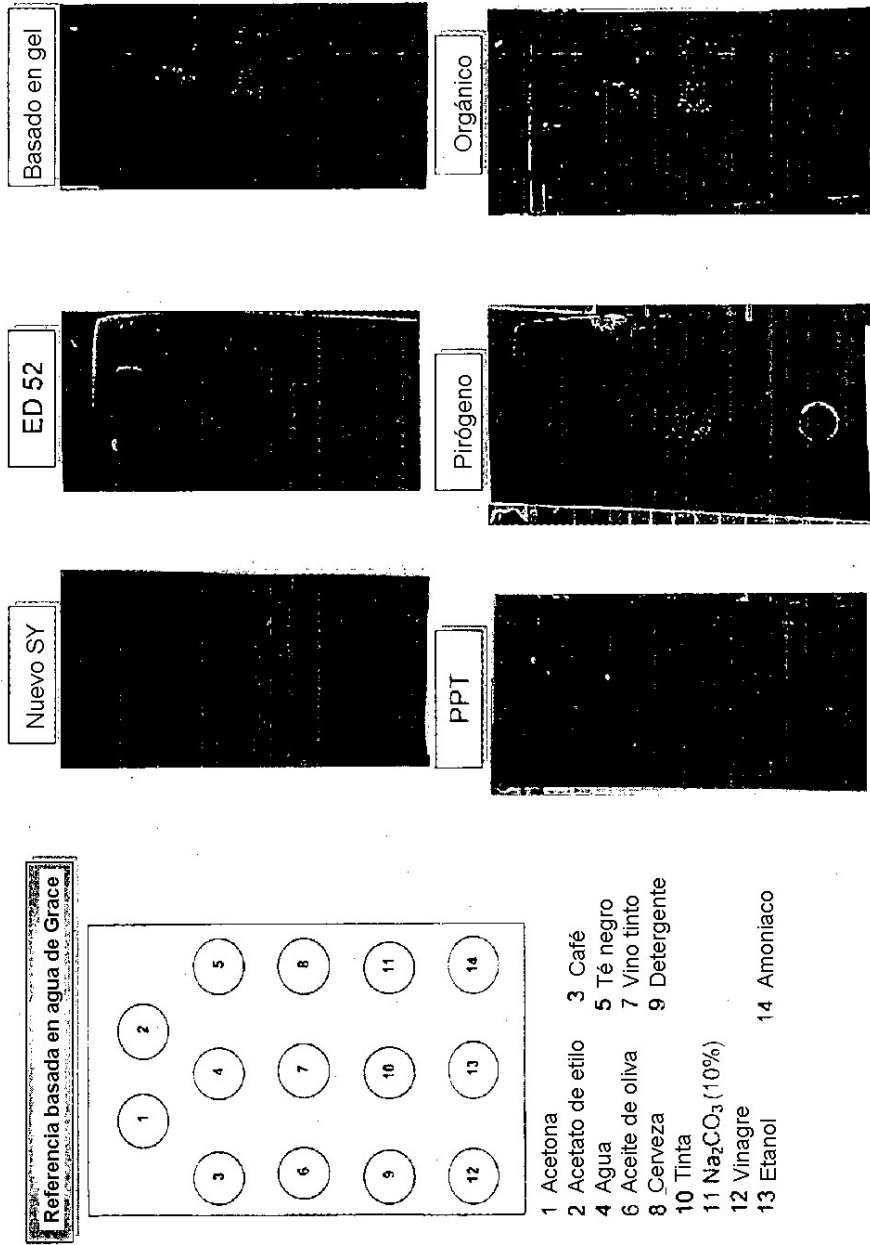 Referencia basada en agua de Grace
1
2
3
4
5
6
7
8
9
10
11
12
13
14
1 Acetona
2 Acetato de etilo 3 Café
4 Agua 5 Té negro
6 Aceite de oliva 7 Vino tinto
8 Cerveza 9 Detergente
10 Tinta
11 Na₂CO₃ (10%)
12 Vinagre
13 Etanol 14 Amoniaco
Nuevo SY
ED 52
Basado en gel
PPT
Pirógeno
Orgánico